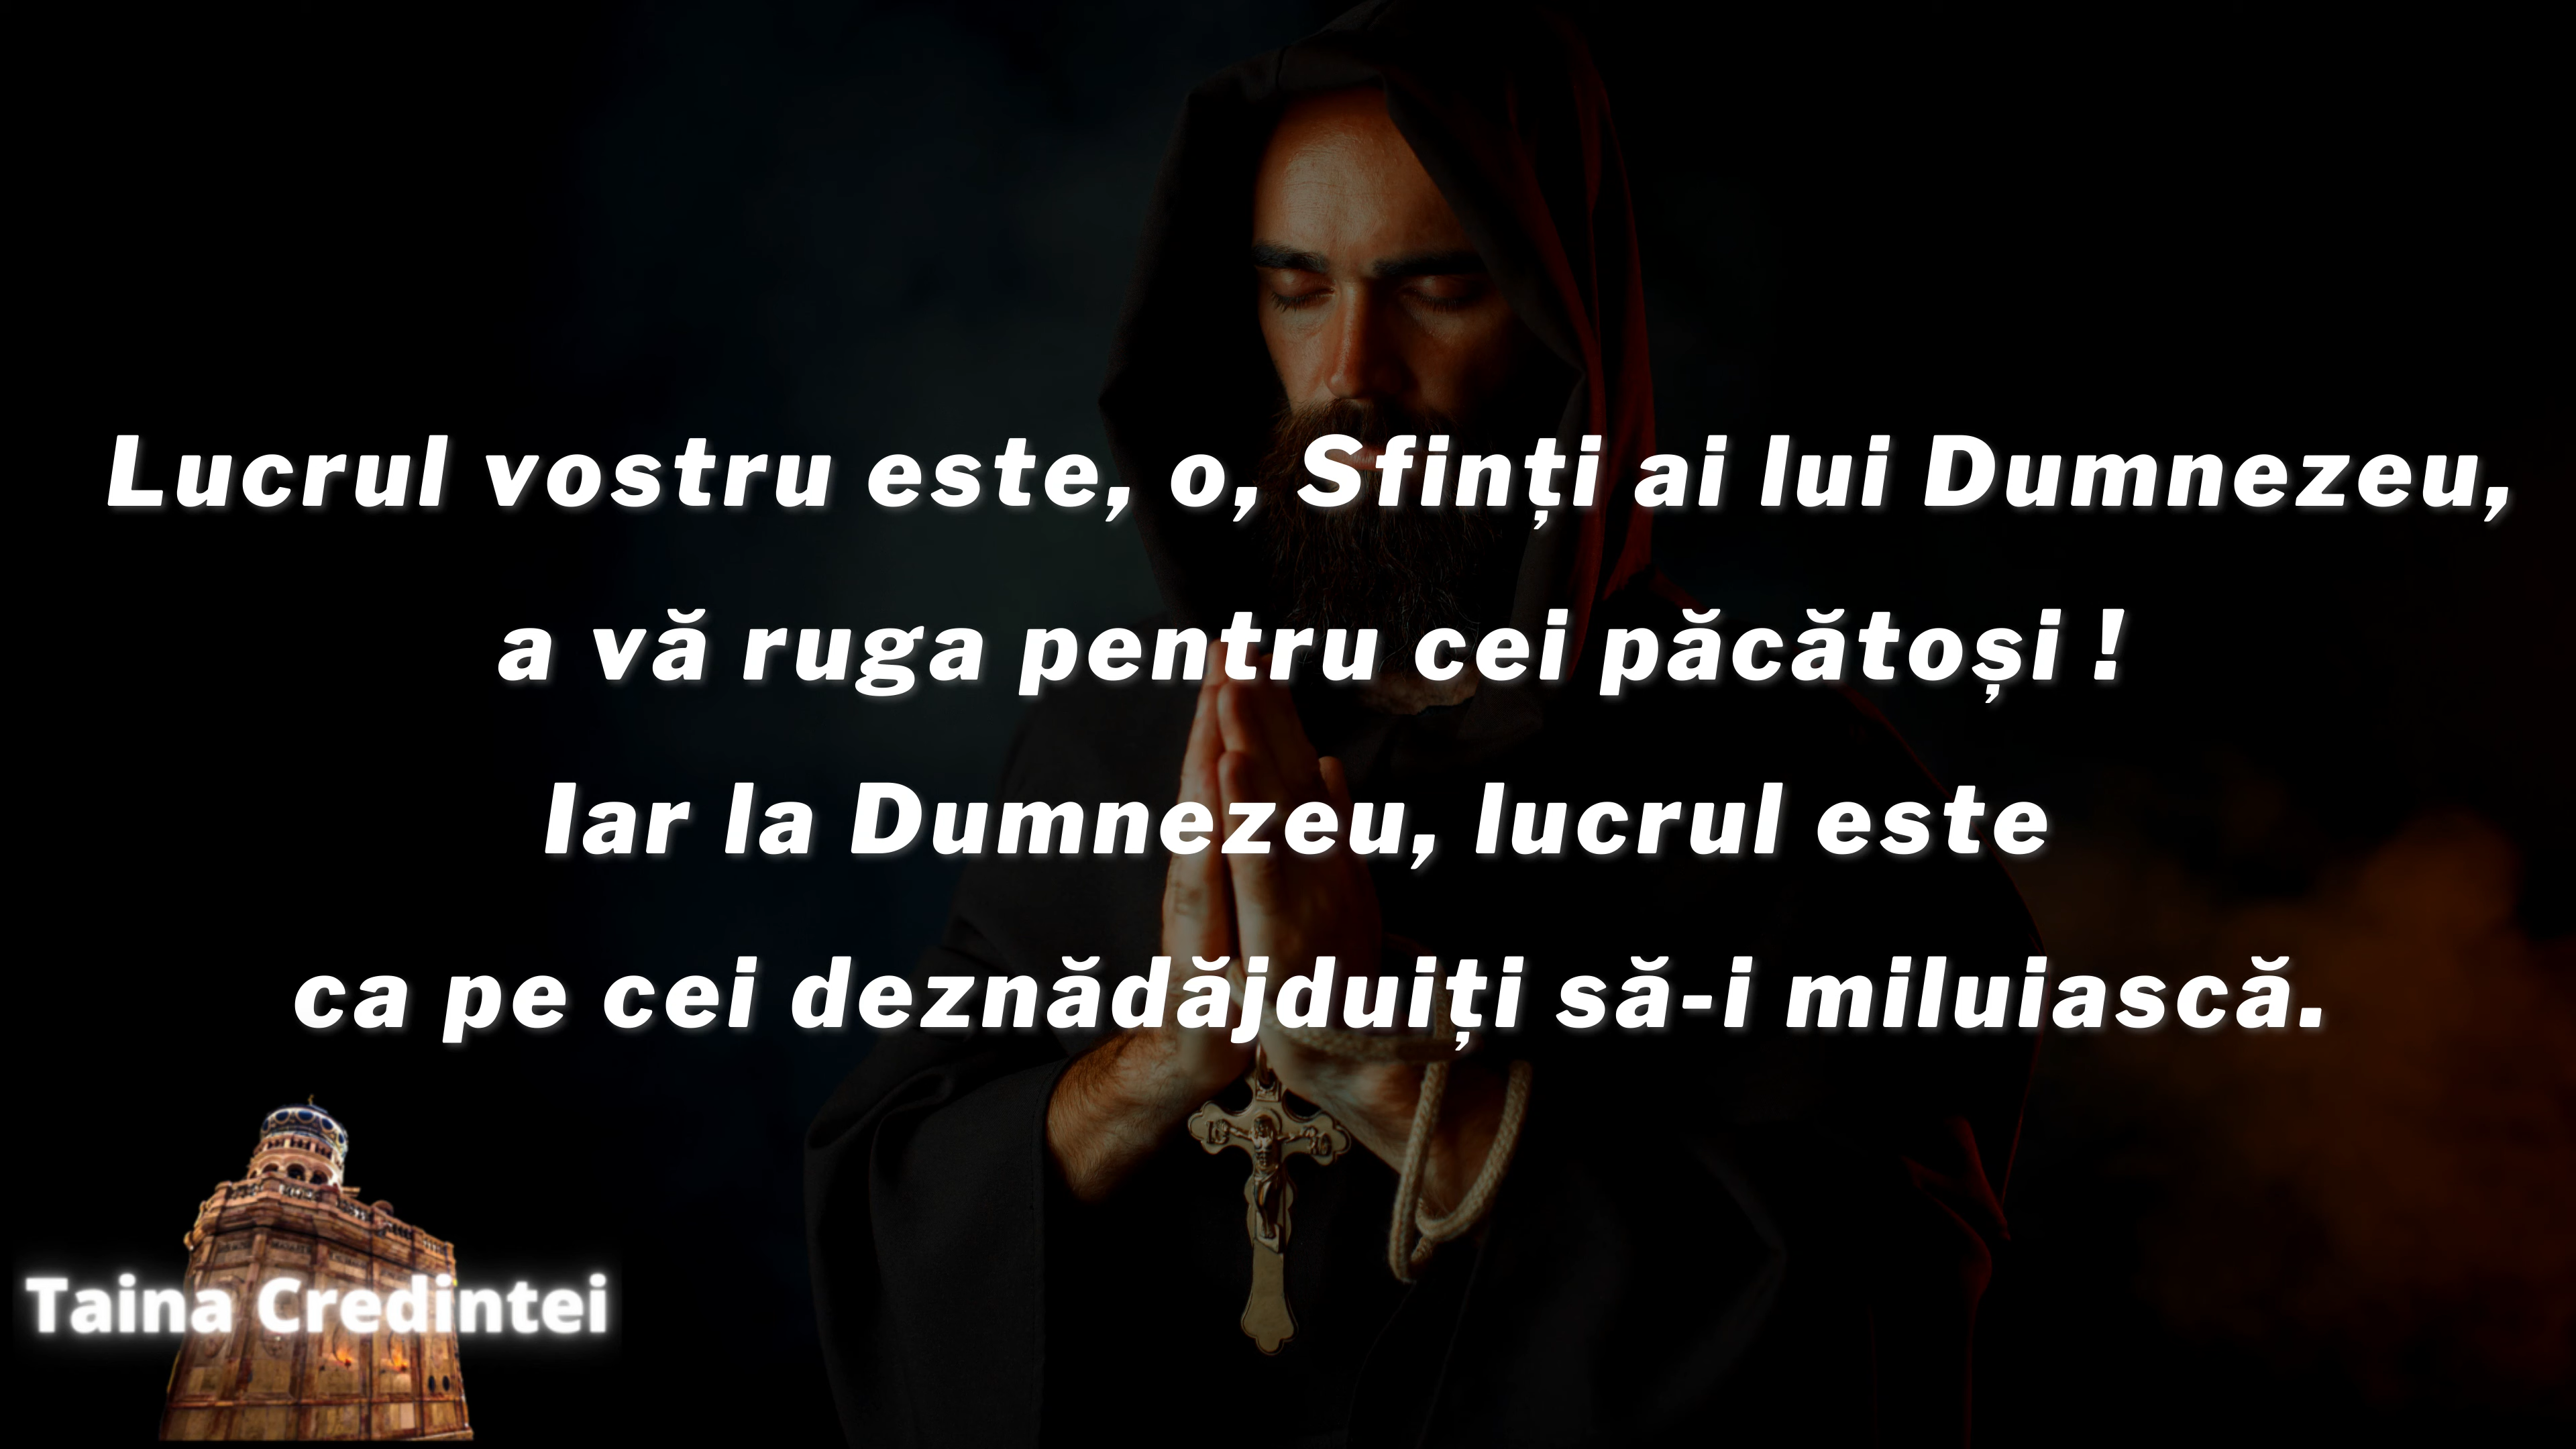 Lucrul vostru este, o, Sfinți ai lui Dumnezeu,
a vă ruga pentru cei păcătoși !
Iar la Dumnezeu, lucrul este
ca pe cei deznădăjduiți să-i miluiască.
Taina Credintei